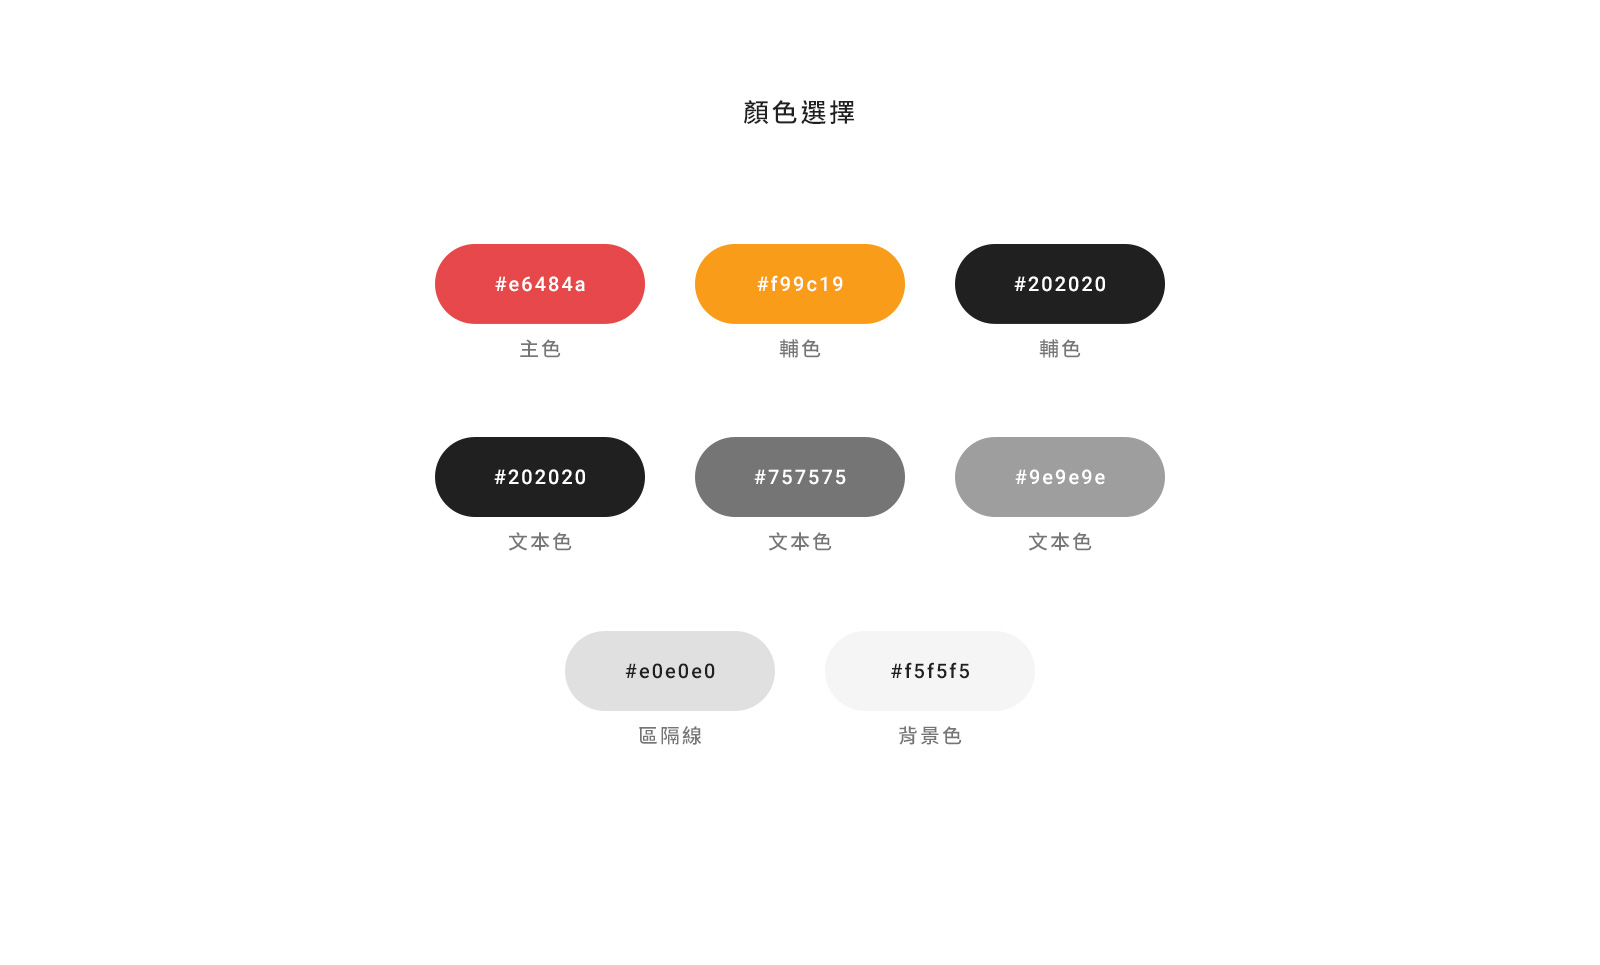 顏色選擇
#e6484a
#f99c19
#202020
主色
輔色
輔色
#202020
#757575
#9e9e9e
文本色
文本色
文本色
#e0e0e0
#f5f5f5
區隔線
背景色